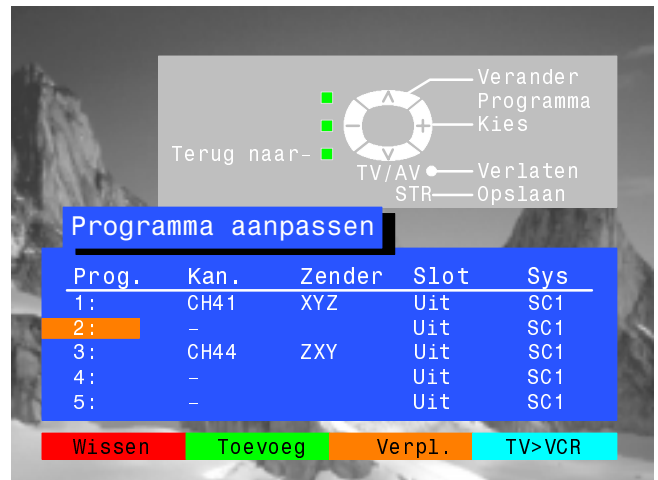 Verander
Programma
Kies
Terug naar
TV/AV Verlaten
STR Opslaan
Programma aanpassen
Prog. Kan. Zender Slot Sys
1: CH41 XYZ Uit SC1
2: – Uit SC1
3: CH44 ZXY Uit SC1
4: – Uit SC1
5: – Uit SC1
Wissen Toevoeg Verpl. TV>VCR